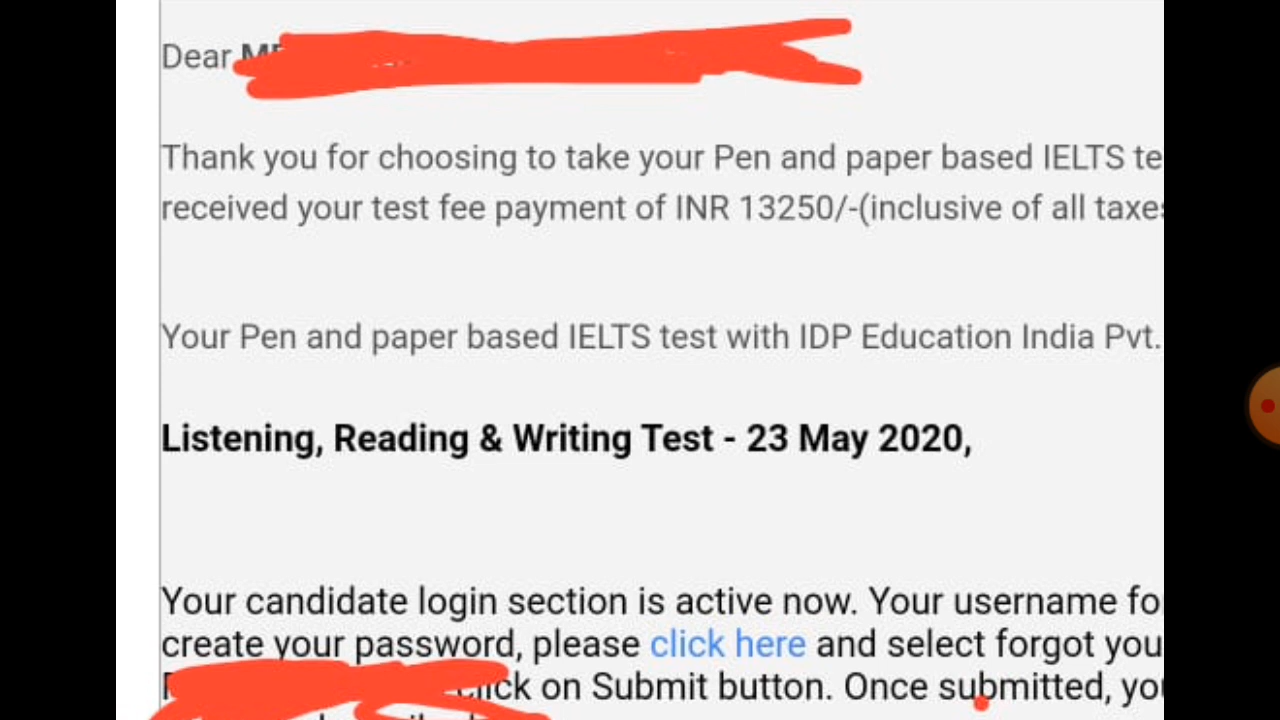 Dear
Thank you for choosing to take your Pen and paper based IELTS te
received your test fee payment of INR 13250/-(inclusive of all taxes
Your Pen and paper based IELTS test with IDP Education India Pvt.
Listening, Reading & Writing Test - 23 May 2020,
Your candidate login section is active now. Your username fo
create your password, please click here and select forgot you
click on Submit button. Once submitted, you